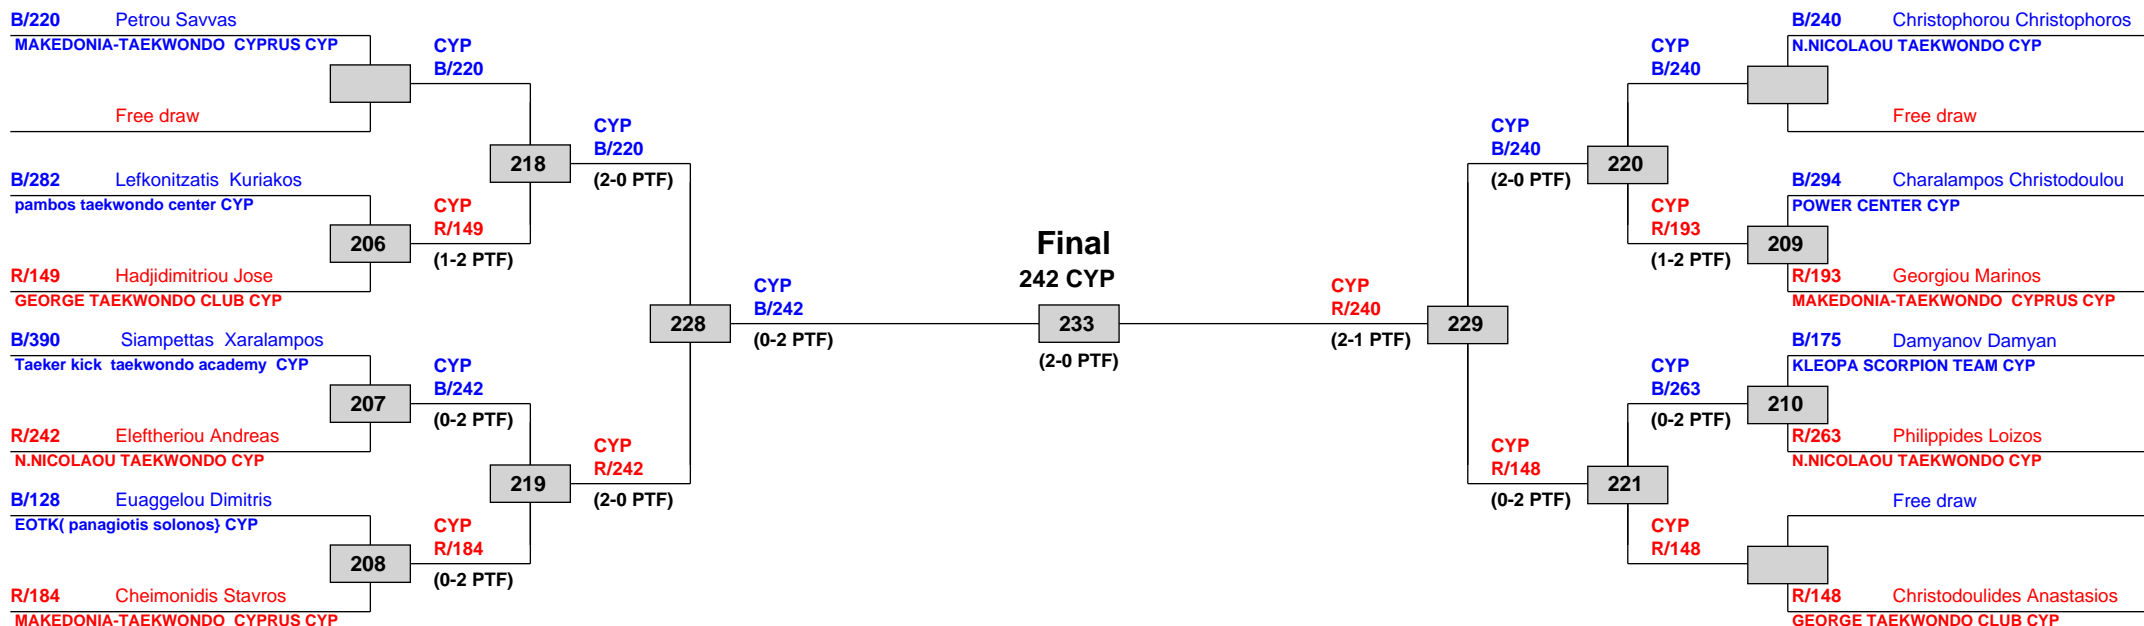 B/220 Petrou Savvas
MAKEDONIA-TAEKWONDO CYPRUS CYP
Free draw
B/282 Lefkonitzatis Kuriakos
pambos taekwondo center CYP
R/149 Hadjidimitriou Jose
GEORGE TAEKWONDO CLUB CYP
B/390 Siampettas Xaralampos
Taeker kick taekwondo academy CYP
R/242 Eleftheriou Andreas
N.NICOLAOU TAEKWONDO CYP
B/128 Euaggelou Dimitris
EOTK( panagiotis solonos} CYP
R/184 Cheimonidis Stavros
MAKEDONIA-TAEKWONDO CYPRUS CYP
206
207
208
CYP
B/220
CYP
R/149
(1-2 PTF)
CYP
B/242
(0-2 PTF)
CYP
R/184
(0-2 PTF)
218
219
CYP
B/220
(2-0 PTF)
CYP
R/242
(2-0 PTF)
228
CYP
B/242
(0-2 PTF)
Final
242 CYP
233
(2-0 PTF)
CYP
R/240
(2-1 PTF)
229
CYP
B/240
(2-0 PTF)
CYP
R/148
(0-2 PTF)
220
221
CYP
B/240
CYP
R/193
(1-2 PTF)
CYP
B/263
(0-2 PTF)
CYP
R/148
209
210
B/240 Christophorou Christophoros
N.NICOLAOU TAEKWONDO CYP
Free draw
B/294 Charalampos Christodoulou
POWER CENTER CYP
R/193 Georgiou Marinos
MAKEDONIA-TAEKWONDO CYPRUS CYP
B/175 Damyanov Damyan
KLEOPA SCORPION TEAM CYP
R/263 Philippides Loizos
N.NICOLAOU TAEKWONDO CYP
Free draw
R/148 Christodoulides Anastasios
GEORGE TAEKWONDO CLUB CYP